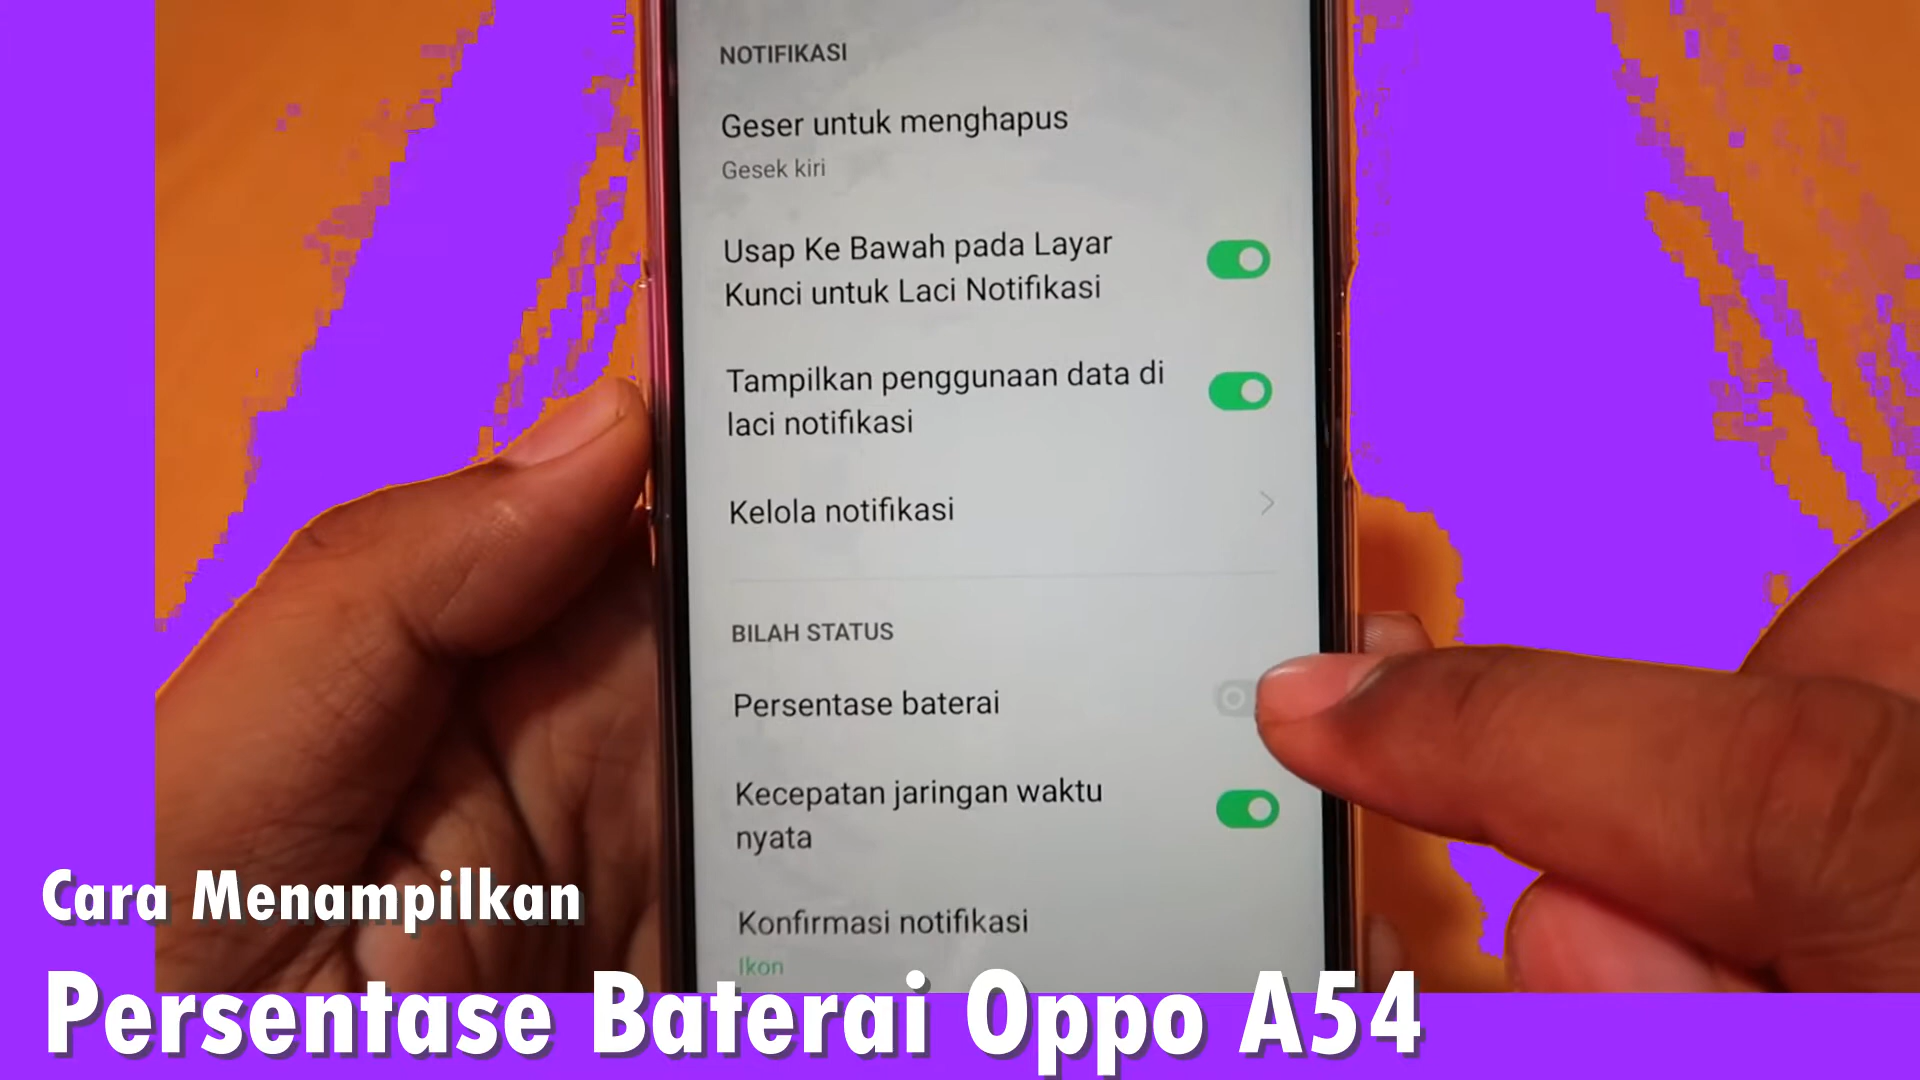 NOTIFIKASI
Geser untuk menghapus
Gesek kiri
Usap Ke Bawah pada Layar
Kunci untuk Laci Notifikasi
Tampilkan penggunaan data di
laci notifikasi
Kelola notifikasi
BILAH STATUS
Persentase baterai
Kecepatan jaringan waktu
nyata
Konfirmasi notifikasi
Ikon
Cara Menampilkan
Persentase Baterai Oppo A54